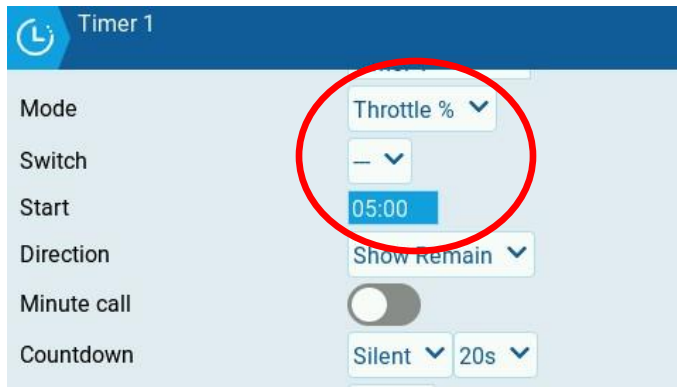 Timer 1
Mode Throttle % 
Switch —
Start 05:00
Direction Show Remain
Minute call
Countdown Silent 20s